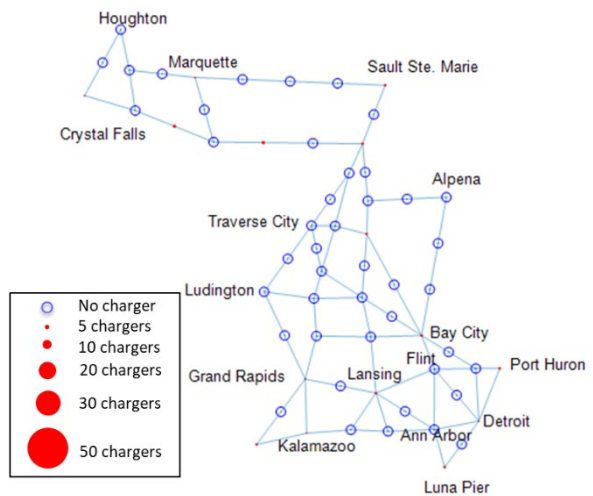 Houghton
Marquette
Sault Ste. Marie
Crystal Falls
Alpena
Traverse City
Ludington
Bay City
Flint
Port Huron
Grand Rapids
Lansing
Detroit
Ann Arbor
Kalamazoo
Luna Pier
No charger
5 chargers
10 chargers
20 chargers
30 chargers
50 chargers